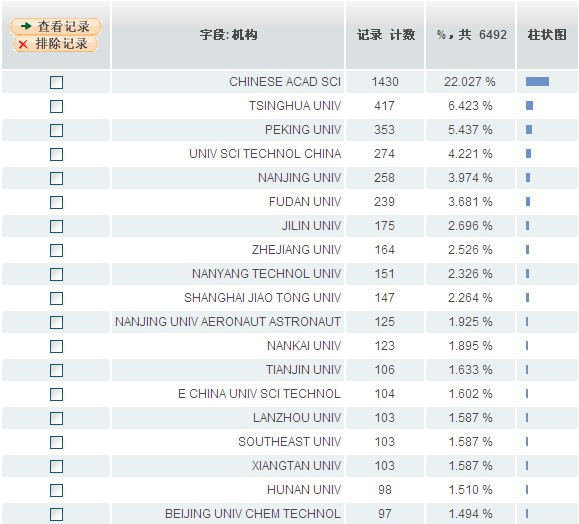 查看记录
排除记录
字段: 机构 记录 计数 %，共 6492 柱状图
CHINESE ACAD SCI 1430 22.027 %
TSINGHUA UNIV 417 6.423 %
PEKING UNIV 353 5.437 %
UNIV SCI TECHNOL CHINA 274 4.221 %
NANJING UNIV 258 3.974 %
FUDAN UNIV 239 3.681 %
JILIN UNIV 175 2.696 %
ZHEJIANG UNIV 164 2.526 %
NANYANG TECHNOL UNIV 151 2.326 %
SHANGHAI JIAO TONG UNIV 147 2.264 %
NANJING UNIV AERONAUT ASTRONAUT 125 1.925 %
NANKAI UNIV 123 1.895 %
TIANJIN UNIV 106 1.633 %
E CHINA UNIV SCI TECHNOL 104 1.602 %
LANZHOU UNIV 103 1.587 %
SOUTHEAST UNIV 103 1.587 %
XIANGTAN UNIV 103 1.587 %
HUNAN UNIV 98 1.510 %
BEIJING UNIV CHEM TECHNOL 97 1.494 %